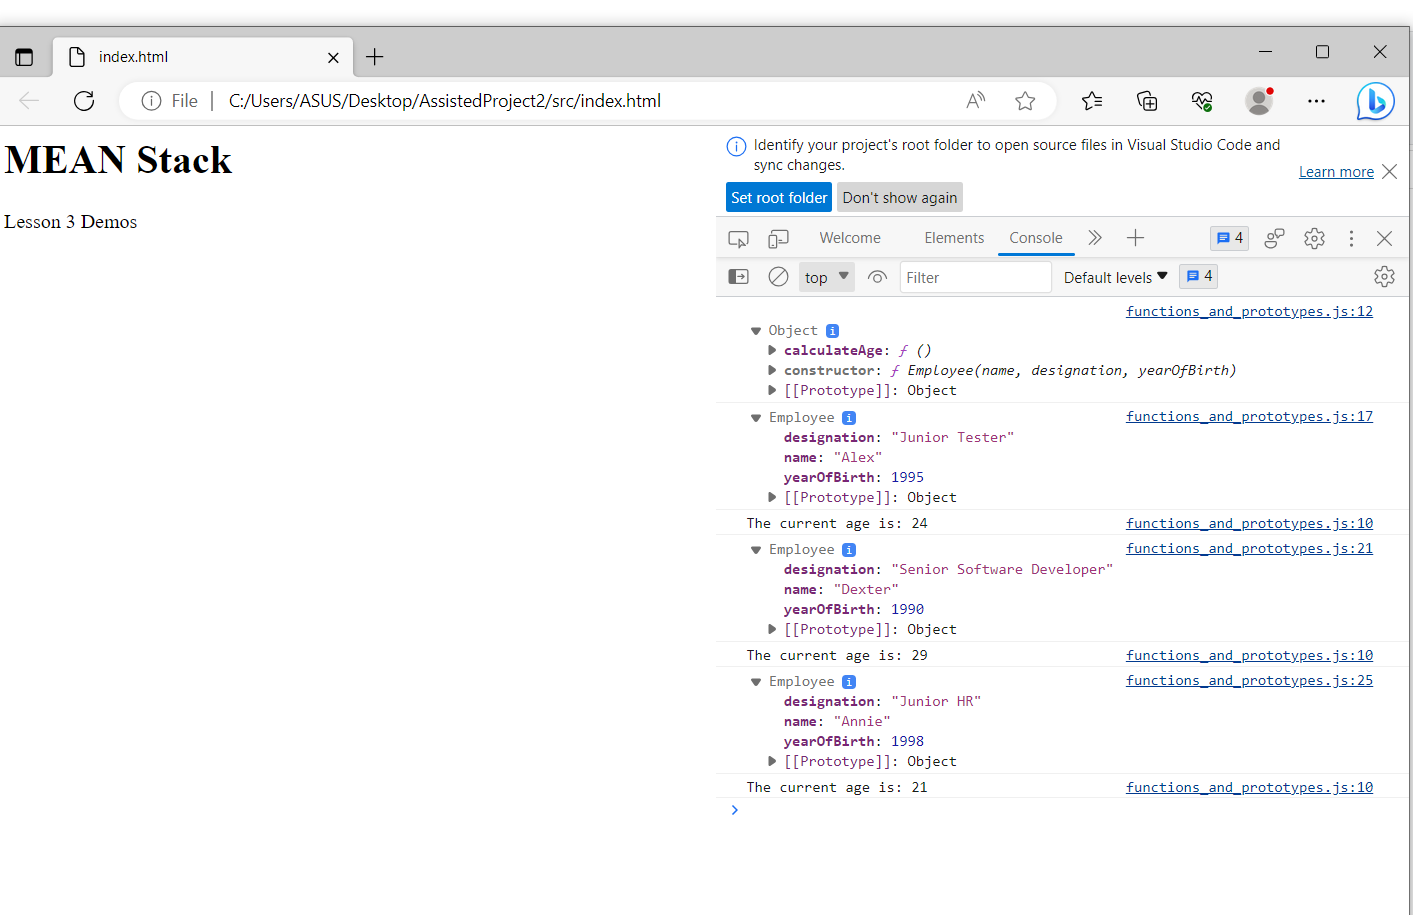 index.html
File | C:/Users/ASUS/Desktop/AssistedProject2/src/index.html
MEAN Stack
Lesson 3 Demos
Identify your project's root folder to open source files in Visual Studio Code and
sync changes.
Learn more
Set root folder Don't show again
Welcome Elements Console 4
top Filter Default levels 4
functions_and_prototypes.js:12
Object
calculateAge: ƒ ()
constructor: ƒ Employee(name, designation, yearOfBirth)
[[Prototype]]: Object
Employee functions_and_prototypes.js:17
designation: "Junior Tester"
name: "Alex"
yearOfBirth: 1995
[[Prototype]]: Object
The current age is: 24 functions_and_prototypes.js:10
Employee functions_and_prototypes.js:21
designation: "Senior Software Developer"
name: "Dexter"
yearOfBirth: 1990
[[Prototype]]: Object
The current age is: 29 functions_and_prototypes.js:10
Employee functions_and_prototypes.js:25
designation: "Junior HR"
name: "Annie"
yearOfBirth: 1998
[[Prototype]]: Object
The current age is: 21 functions_and_prototypes.js:10